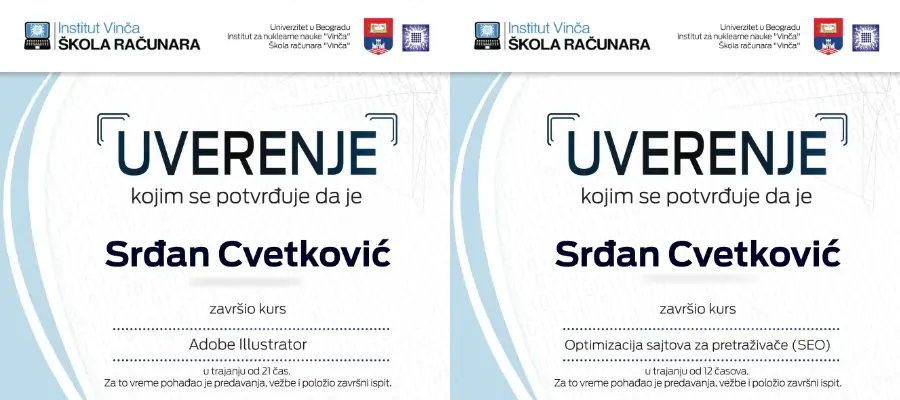 Institut Vinča
ŠKOLA RAČUNARA
Univerzitet u Beogradu
Institut za nuklearne nauke "Vinča"
Škola računara "Vinča"
UVERENJE
kojim se potvrđuje da je
Srđan Cvetković
završio kurs
Adobe Illustrator
u trajanju od 21 čas.
Za to vreme pohađao je predavanja, vežbe i položio završni ispit.
Institut Vinča
ŠKOLA RAČUNARA
Univerzitet u Beogradu
Institut za nuklearne nauke "Vinča"
Škola računara "Vinča"
UVERENJE
kojim se potvrđuje da je
Srđan Cvetković
završio kurs
Optimizacija sajtova za pretraživače (SEO)
u trajanju od 12 časova.
Za to vreme pohađao je predavanja, vežbe i položio završni ispit.